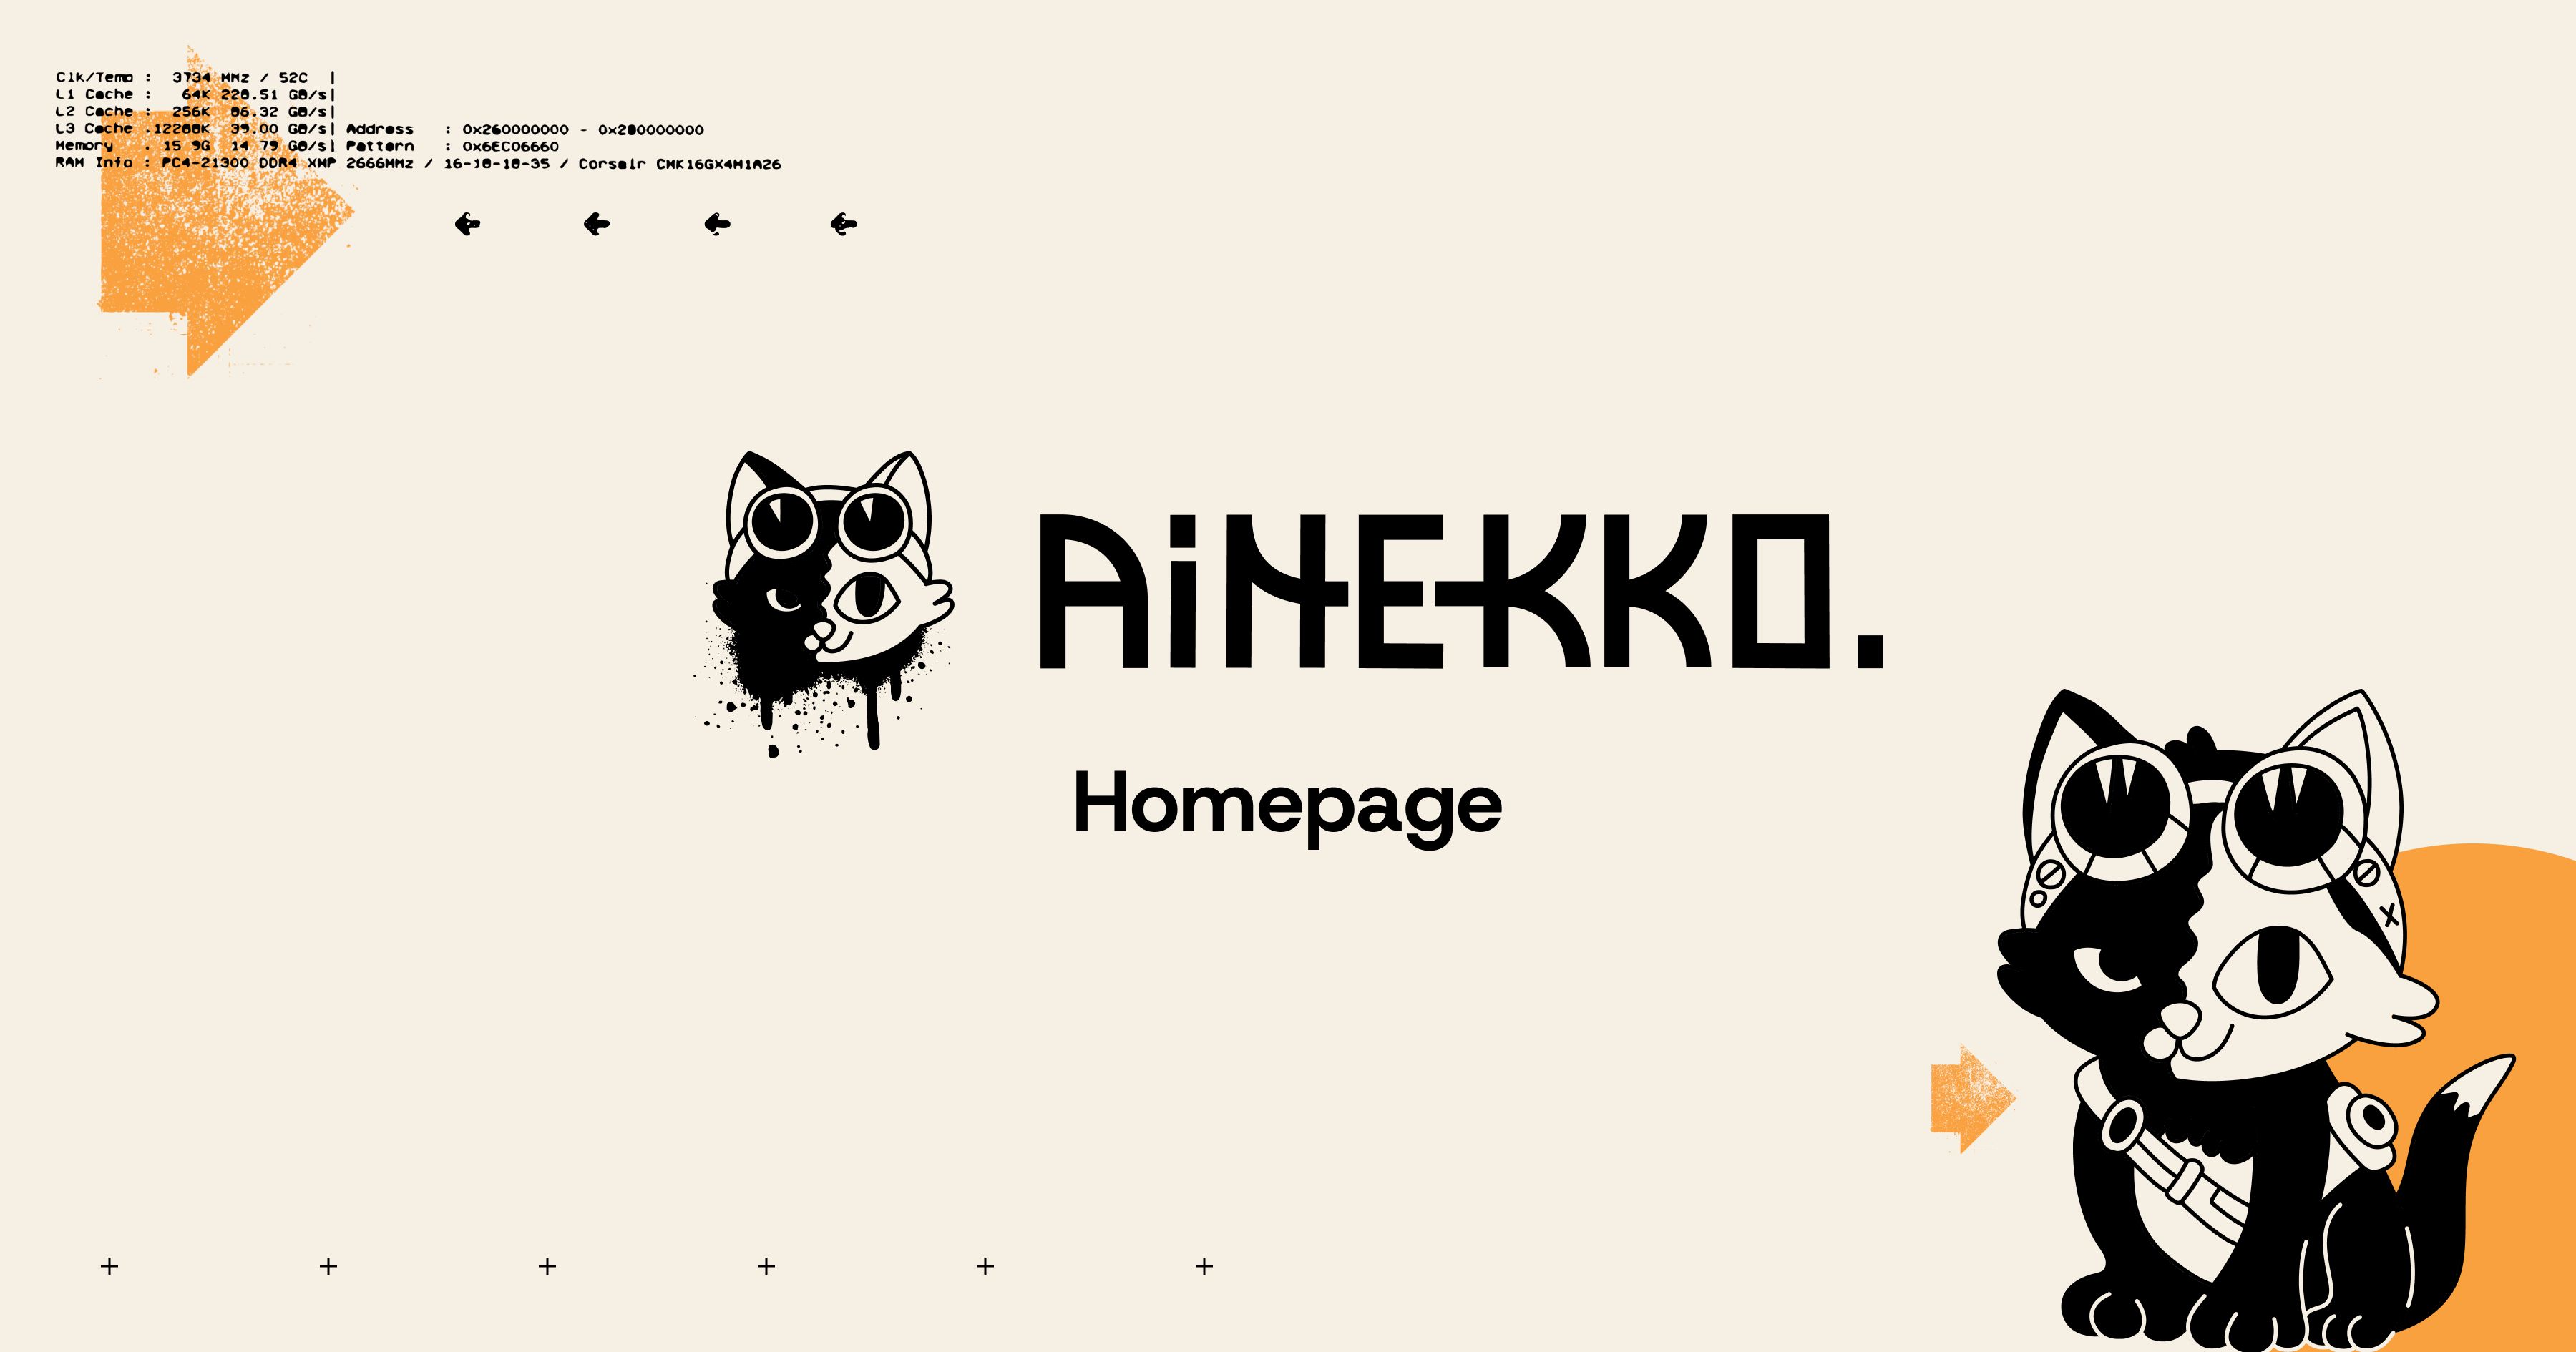 Clk/Temp : 3734 MHz / 52C |
L1 Cache : 64K 220.51 GB/s|
L2 Cache : 256K 86.32 GB/s|
L3 Cache :12288K 39.00 GB/s| Address : 0x260000000 - 0x280000000
Memory : 15.9G 14.79 GB/s| Pattern : 0x6EC06660
RAM Info : PC4-21300 DDR4 XMP 2666MHz / 16-18-18-35 / Corsair CMK16GX4M1A26
AiNEKKO.
Homepage